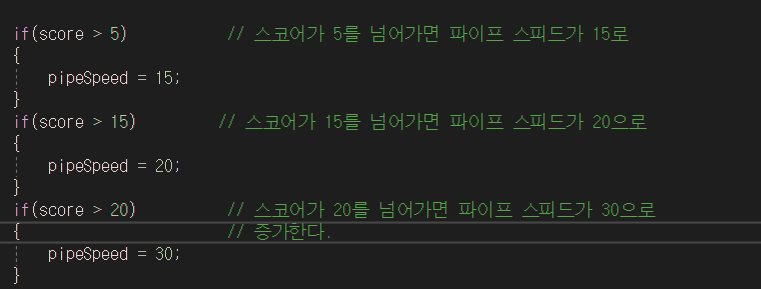 if(score > 5) // 스코어가 5를 넘어가면 파이프 스피드가 15로
{
pipeSpeed = 15;
}
if(score > 15) // 스코어가 15를 넘어가면 파이프 스피드가 20으로
{
pipeSpeed = 20;
}
if(score > 20) // 스코어가 20를 넘어가면 파이프 스피드가 30으로
{ // 증가한다.
pipeSpeed = 30;
}